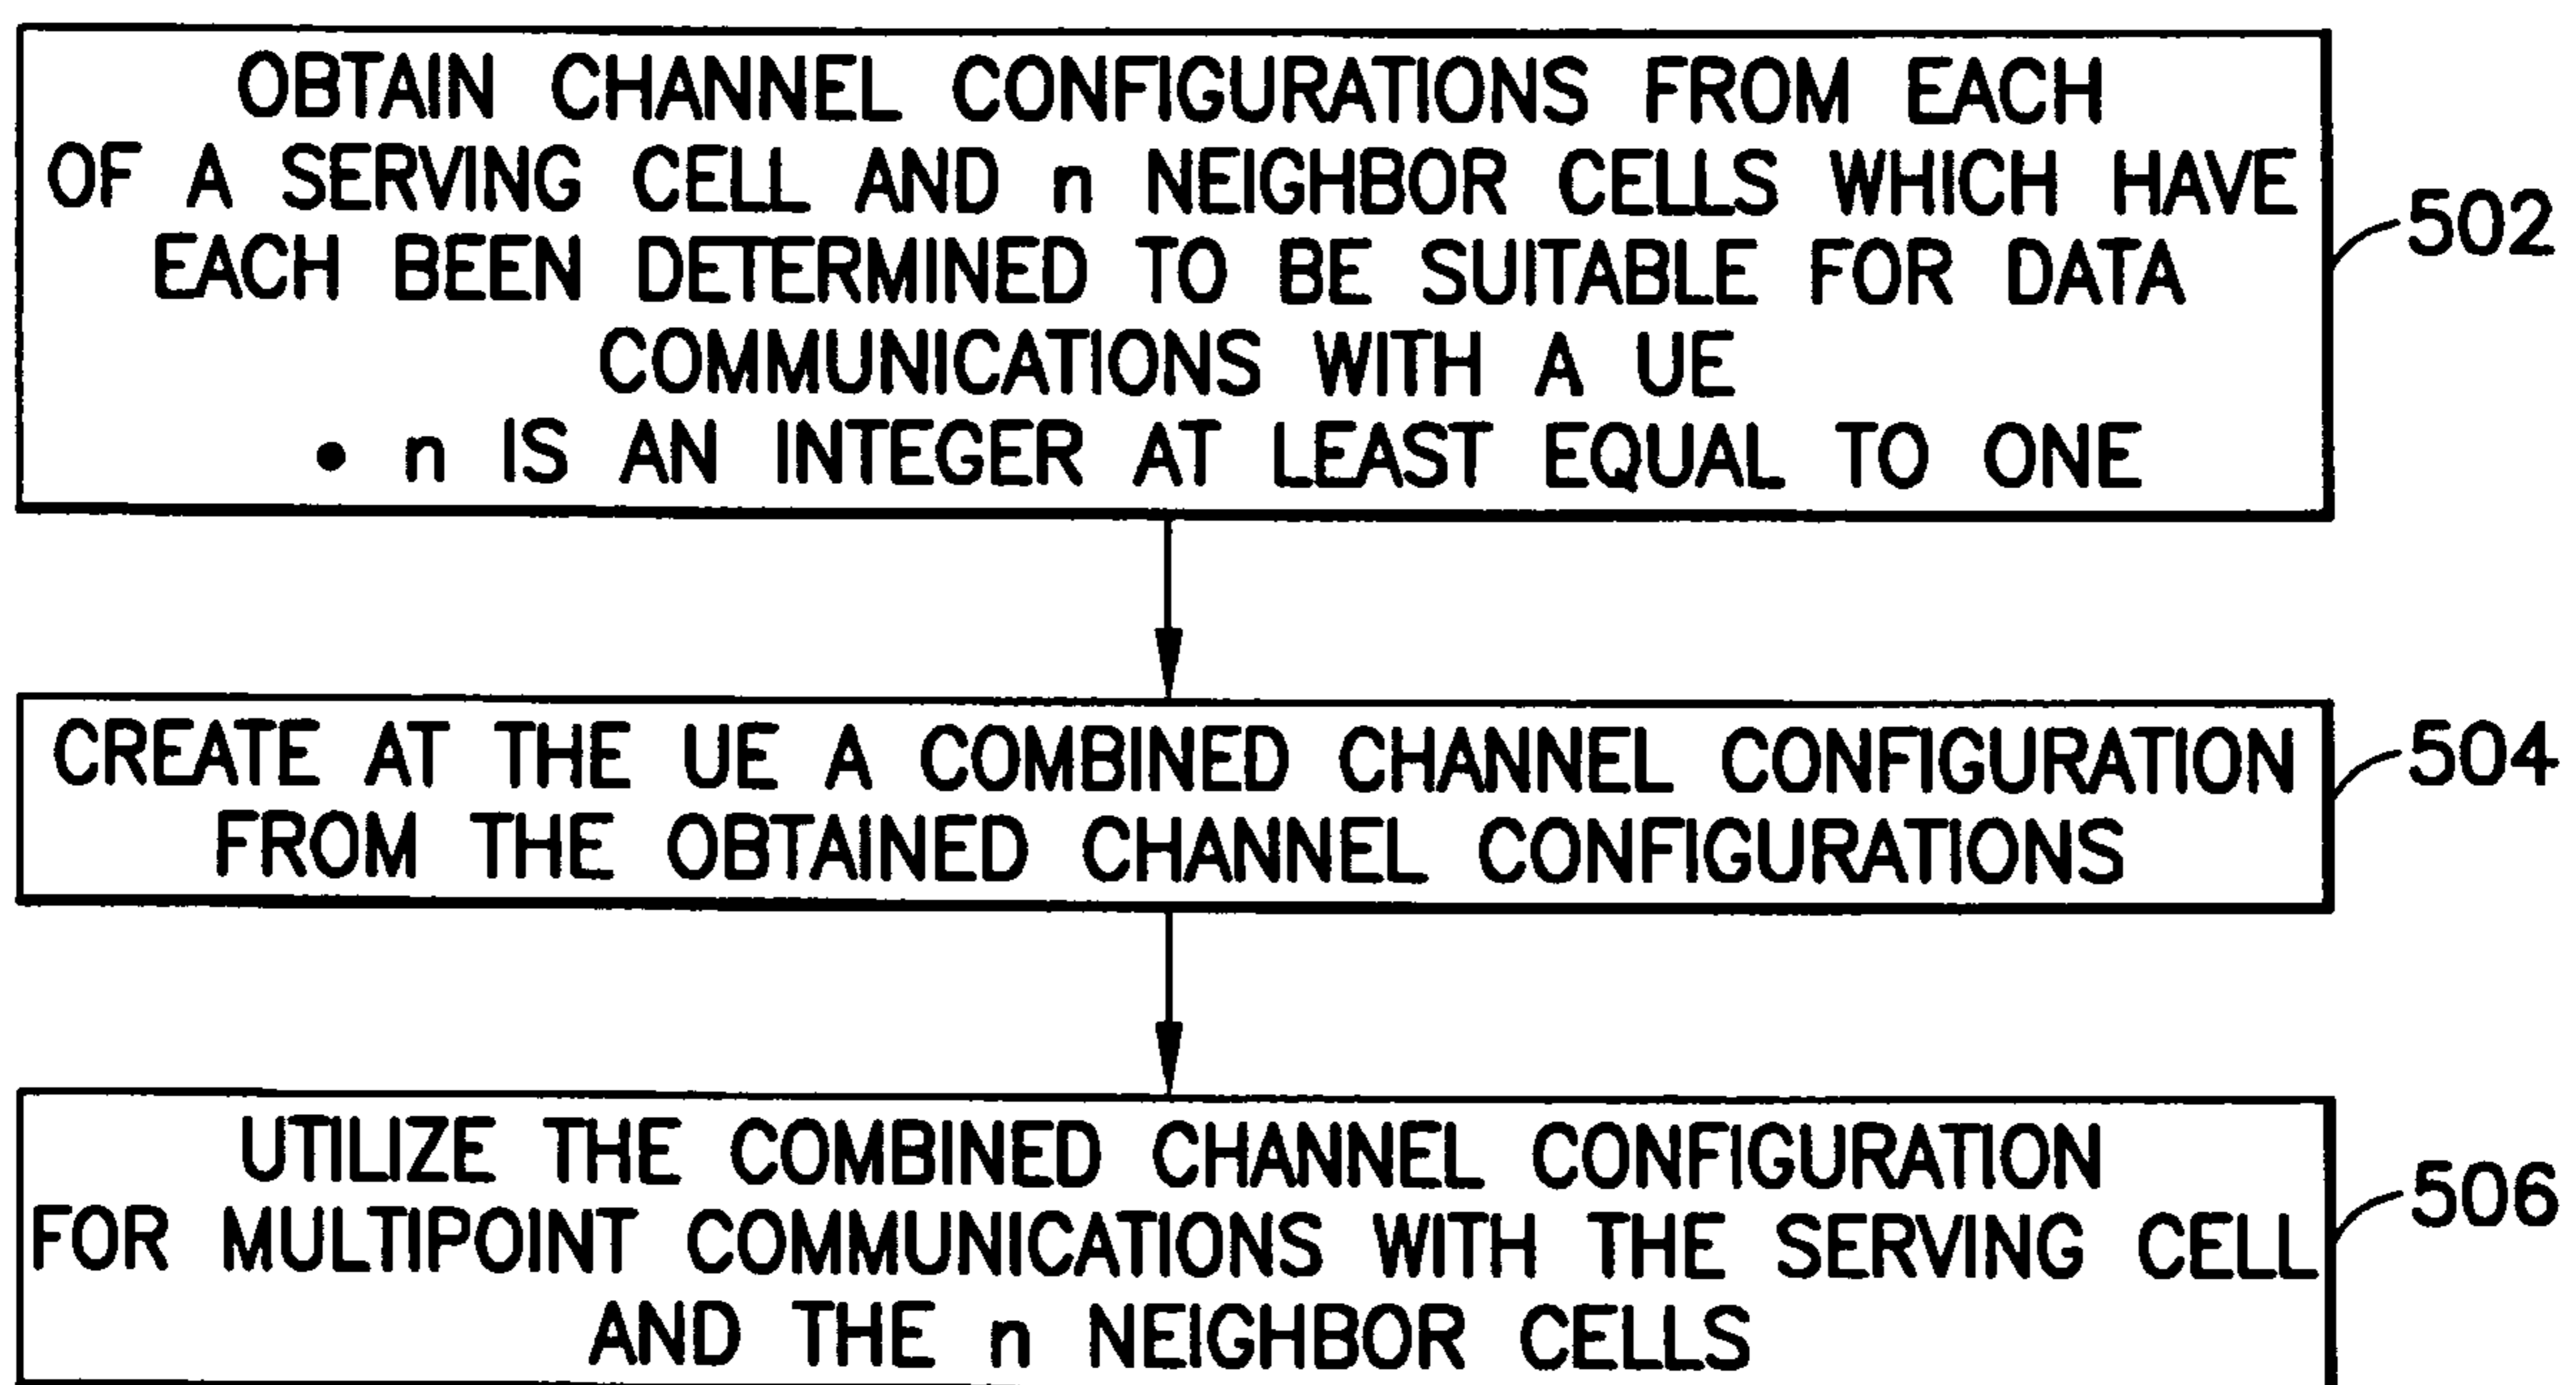 OBTAIN CHANNEL CONFIGURATIONS FROM EACH
OF A SERVING CELL AND n NEIGHBOR CELLS WHICH HAVE
EACH BEEN DETERMINED TO BE SUITABLE FOR DATA
COMMUNICATIONS WITH A UE
• n IS AN INTEGER AT LEAST EQUAL TO ONE
502
CREATE AT THE UE A COMBINED CHANNEL CONFIGURATION
FROM THE OBTAINED CHANNEL CONFIGURATIONS
504
UTILIZE THE COMBINED CHANNEL CONFIGURATION
FOR MULTIPOINT COMMUNICATIONS WITH THE SERVING CELL
AND THE n NEIGHBOR CELLS
506